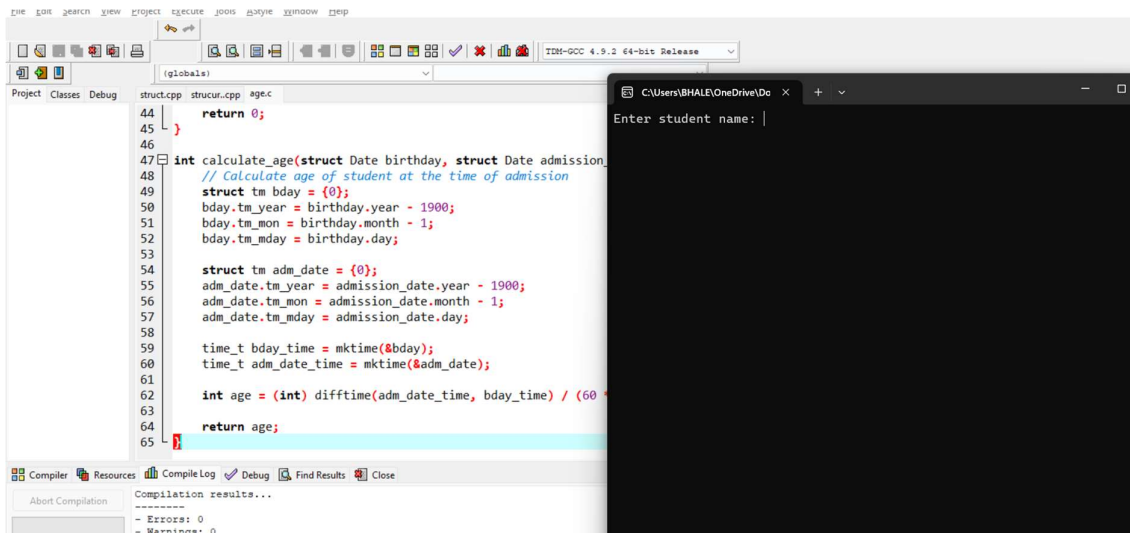 File Edit Search View Project Execute Tools AStyle Window Help
TDM-GCC 4.9.2 64-bit Release
(globals)
Project Classes Debug
struct.cpp strucur..cpp age.c
44 return 0;
45 }
46
47 int calculate_age(struct Date birthday, struct Date admission_
48 // Calculate age of student at the time of admission
49 struct tm bday = {0};
50 bday.tm_year = birthday.year - 1900;
51 bday.tm_mon = birthday.month - 1;
52 bday.tm_mday = birthday.day;
53
54 struct tm adm_date = {0};
55 adm_date.tm_year = admission_date.year - 1900;
56 adm_date.tm_mon = admission_date.month - 1;
57 adm_date.tm_mday = admission_date.day;
58
59 time_t bday_time = mktime(&bday);
60 time_t adm_date_time = mktime(&adm_date);
61
62 int age = (int) difftime(adm_date_time, bday_time) / (60 *
63
64 return age;
65 }
C:\Users\BHALE\OneDrive\Do
Enter student name:
Compiler Resources Compile Log Debug Find Results Close
Abort Compilation
Compilation results...
--------
- Errors: 0
- Warnings: 0